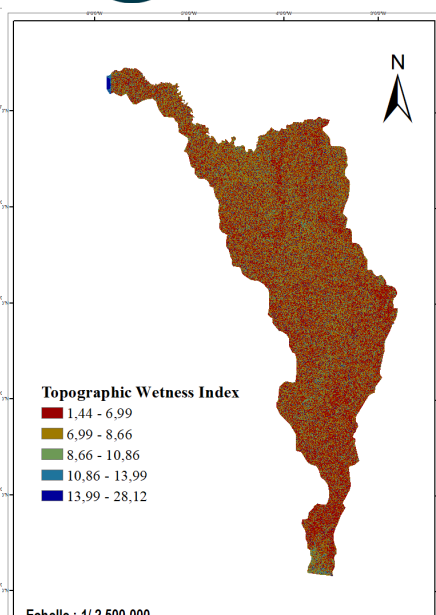 N
Topographic Wetness Index
1,44 - 6,99
6,99 - 8,66
8,66 - 10,86
10,86 - 13,99
13,99 - 28,12
Echelle : 1/ 2 500 000